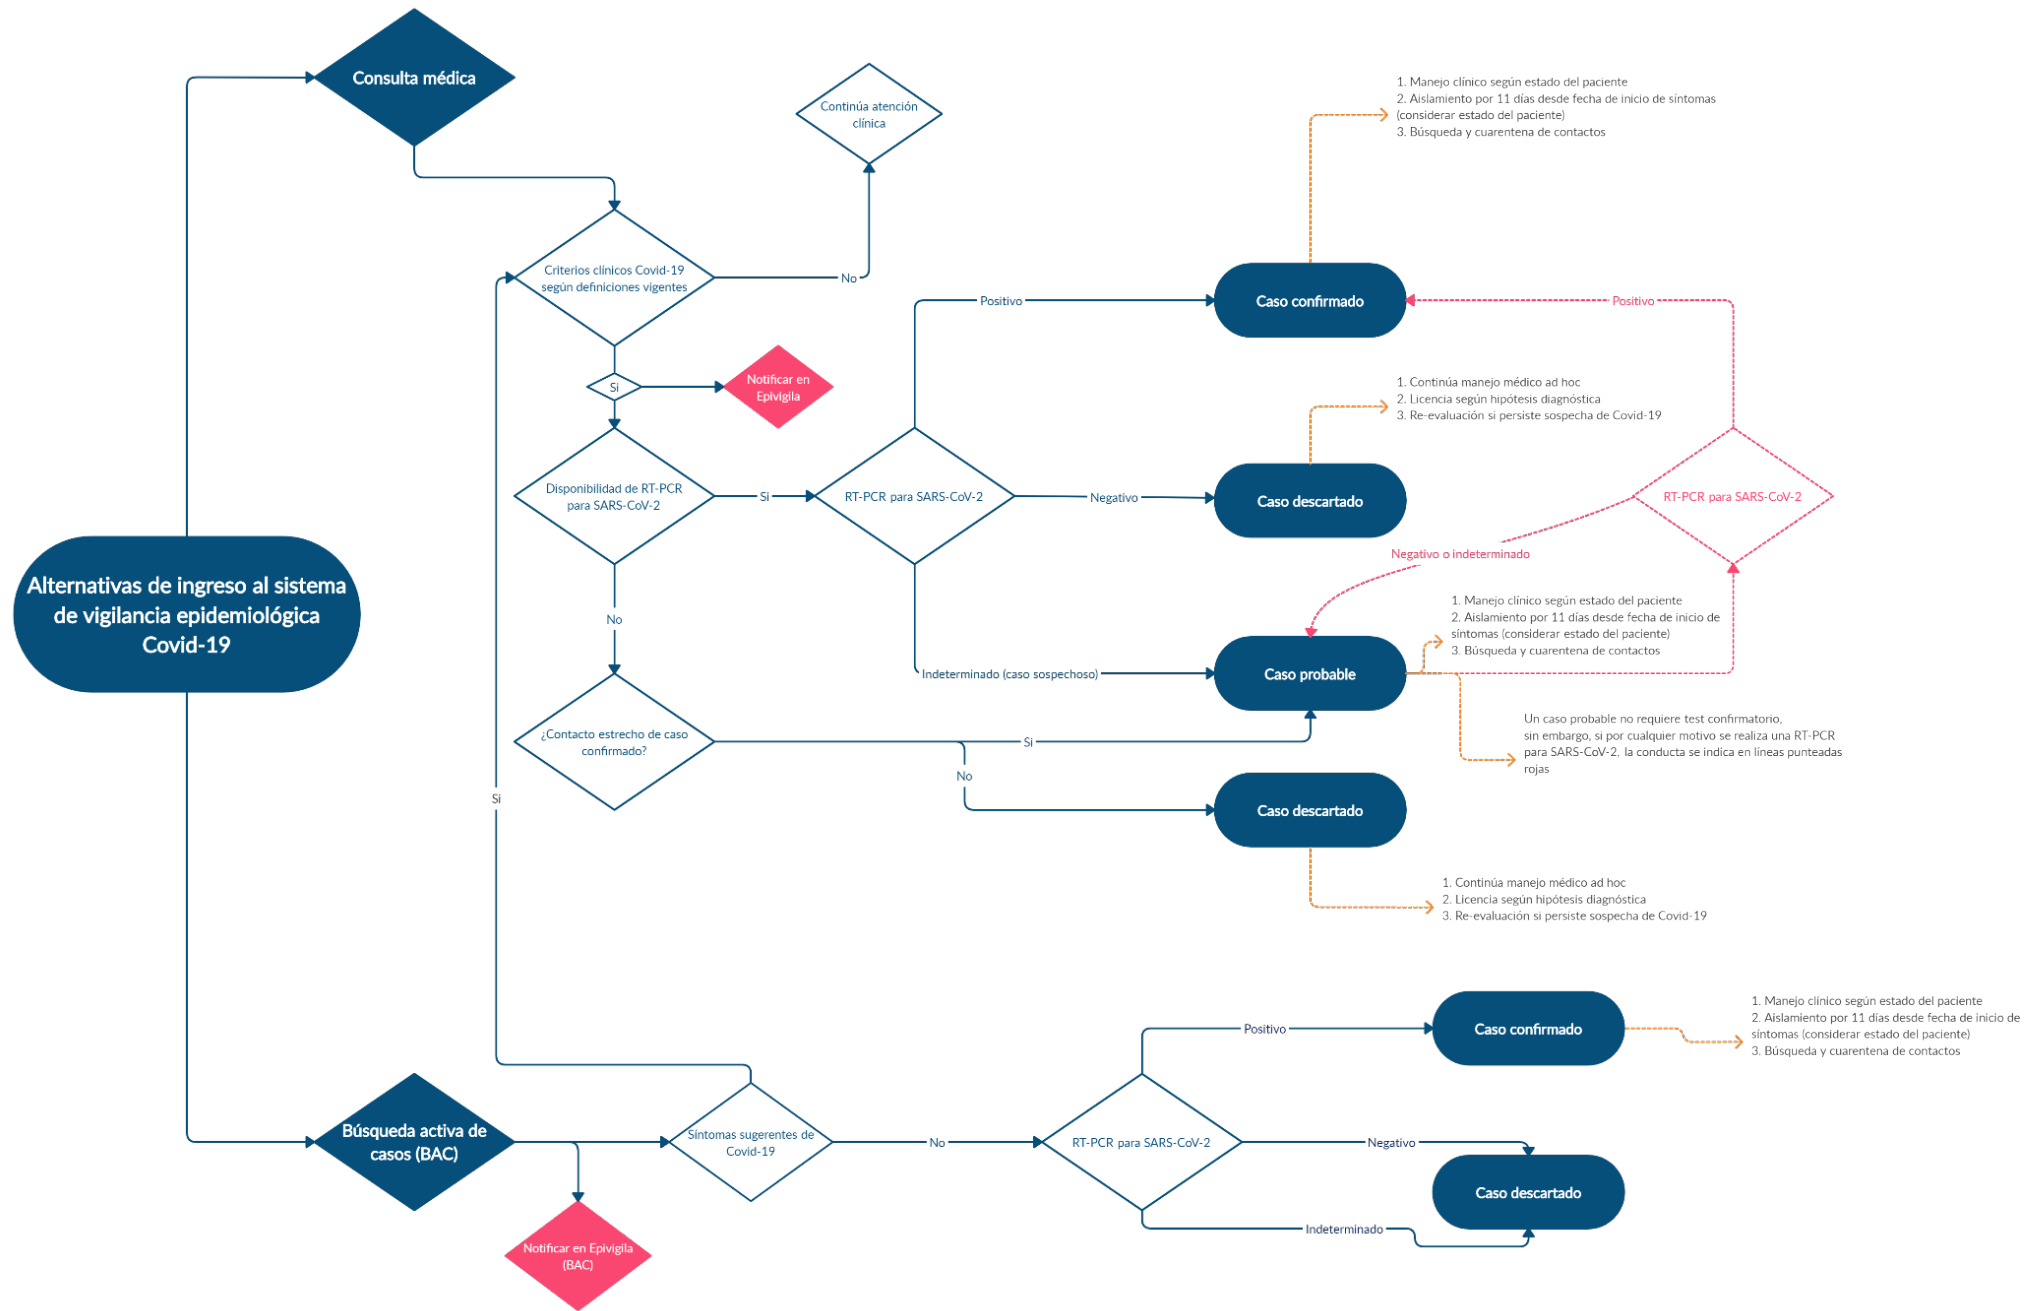 Consulta médica
Continúa atención
clínica
1. Manejo clínico según estado del paciente
2. Aislamiento por 11 días desde fecha de inicio de síntomas
(considerar estado del paciente)
3. Búsqueda y cuarentena de contactos
Criterios clínicos Covid-19
según definiciones vigentes
No
Positivo
Caso confirmado
Positivo
Si
Notificar en
Epivigila
1. Continúa manejo médico ad hoc
2. Licencia según hipótesis diagnóstica
3. Re-evaluación si persiste sospecha de Covid-19
Disponibilidad de RT-PCR
para SARS-CoV-2
Si
RT-PCR para SARS-CoV-2
Negativo
Caso descartado
RT-PCR para SARS-CoV-2
Negativo o indeterminado
Alternativas de ingreso al sistema
de vigilancia epidemiológica
Covid-19
No
1. Manejo clínico según estado del paciente
2. Aislamiento por 11 días desde fecha de inicio de
síntomas (considerar estado del paciente)
3. Búsqueda y cuarentena de contactos
Indeterminado (caso sospechoso)
Caso probable
¿Contacto estrecho de caso
confirmado?
Si
Un caso probable no requiere test confirmatorio,
sin embargo, si por cualquier motivo se realiza una RT-PCR
para SARS-CoV-2, la conducta se indica en líneas punteadas
rojas
No
Si
Caso descartado
1. Continúa manejo médico ad hoc
2. Licencia según hipótesis diagnóstica
3. Re-evaluación si persiste sospecha de Covid-19
Positivo
Caso confirmado
1. Manejo clínico según estado del paciente
2. Aislamiento por 11 días desde fecha de inicio de
síntomas (considerar estado del paciente)
3. Búsqueda y cuarentena de contactos
Búsqueda activa de
casos (BAC)
Síntomas sugerentes de
Covid-19
No
RT-PCR para SARS-CoV-2
Negativo
Caso descartado
Indeterminado
Notificar en Epivigila
(BAC)